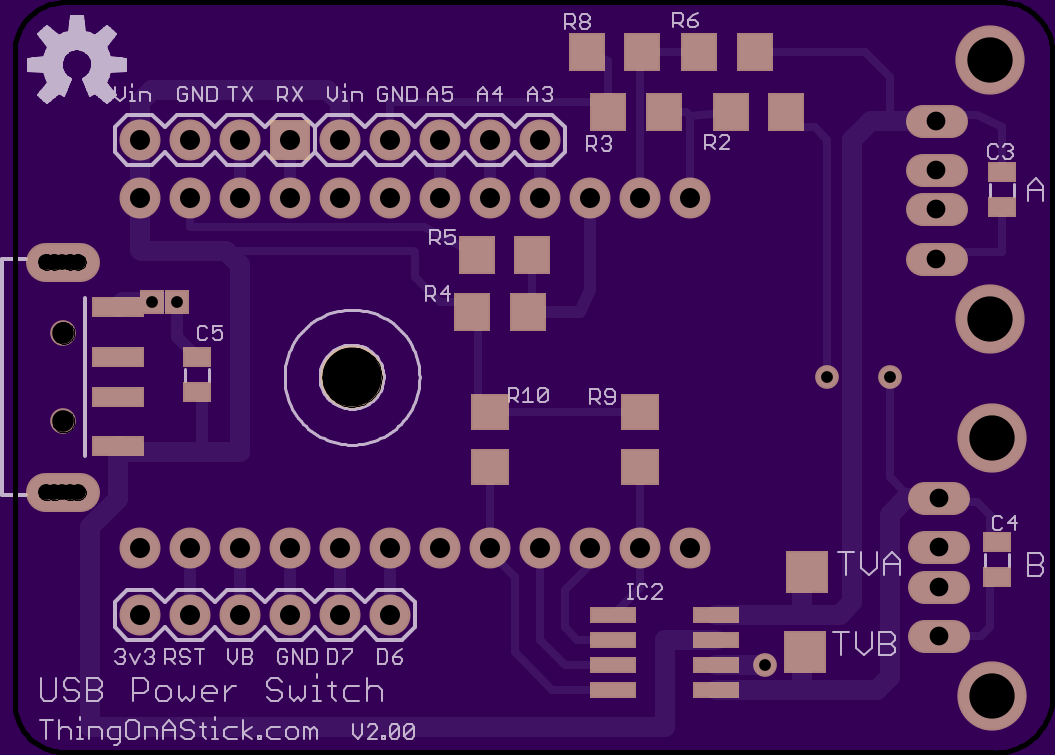 R8 R6
Vin GND TX RX Vin GND A5 A4 A3
R3 R2
C3
A
R5
R4
C5
R10 R9
C4
TVA B
IC2
TVB
3v3 RST VB GND D7 D6
USB Power Switch
ThingOnAStick.com V2.00